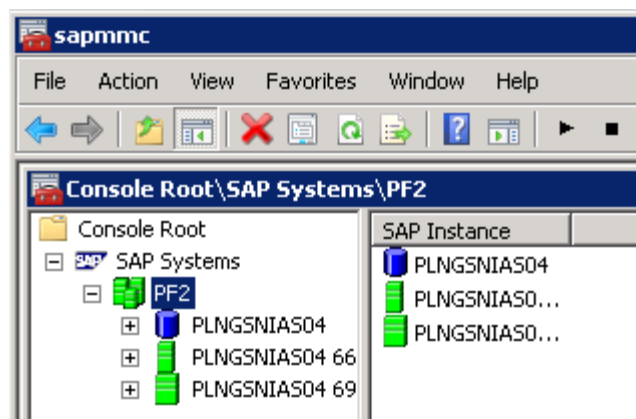 sapmmc
File Action View Favorites Window Help
Console Root\SAP Systems\PF2
Console Root
SAP Systems
PF2
PLNGSNIAS04
PLNGSNIAS04 66
PLNGSNIAS04 69
SAP Instance
PLNGSNIAS04
PLNGSNIAS0...
PLNGSNIAS0...